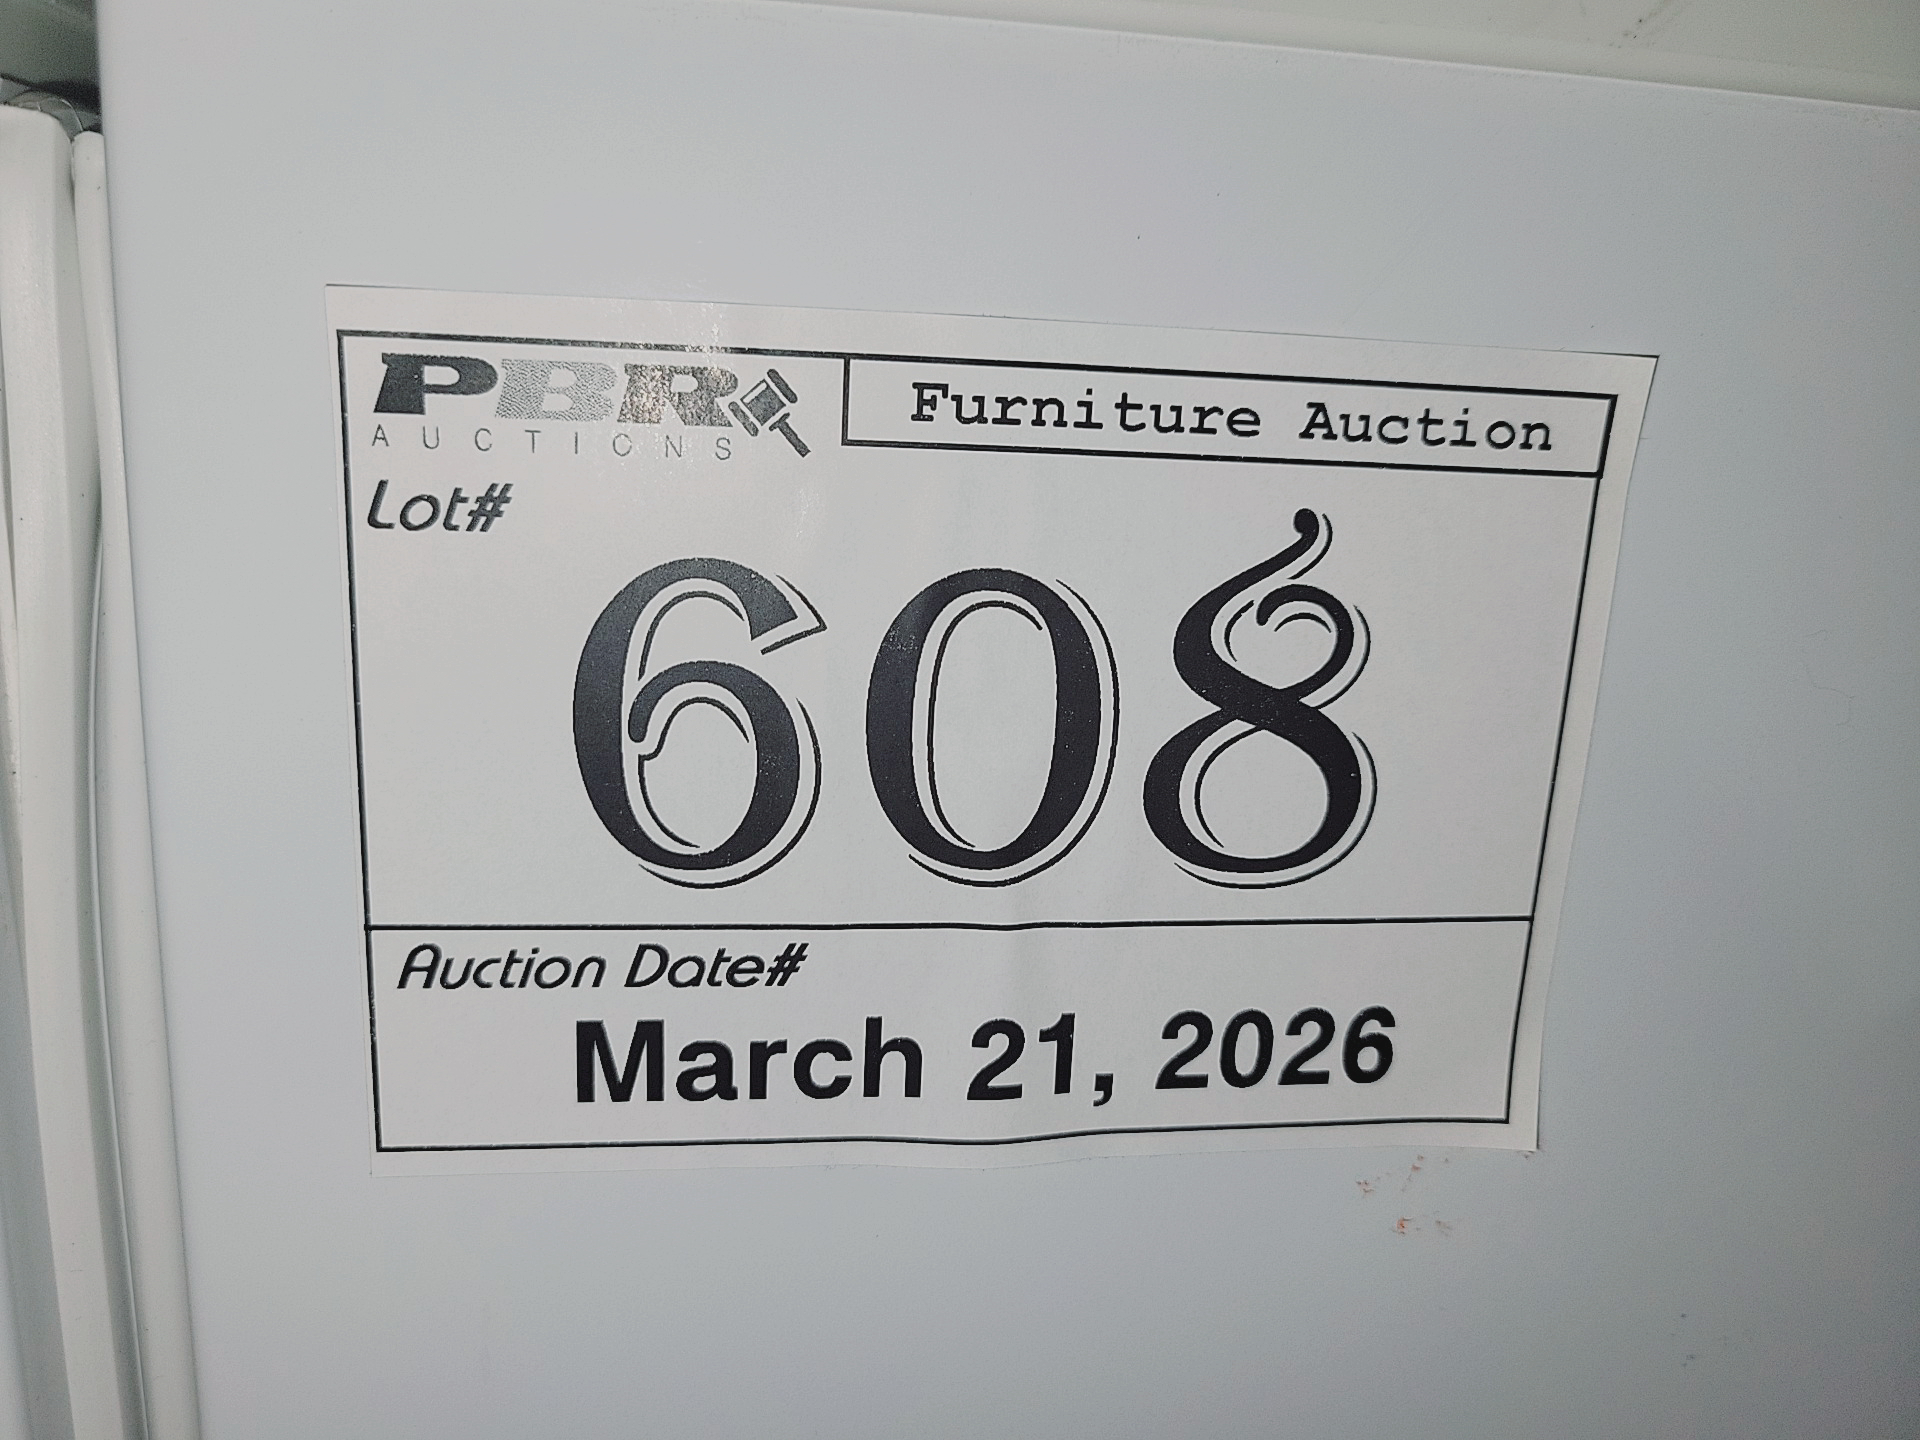 PBR
AUCTIONS
Furniture Auction
Lot#
608
Auction Date#
March 21, 2026